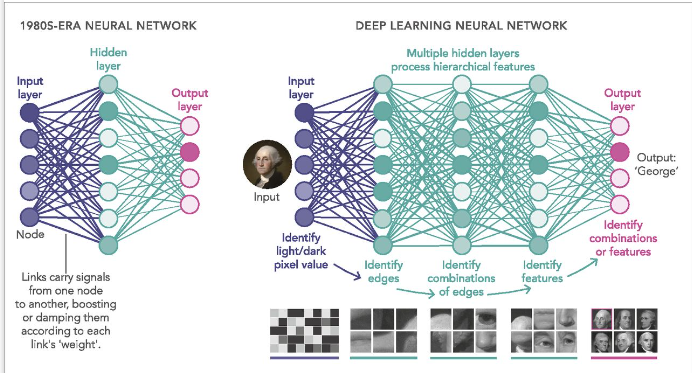 1980S-ERA NEURAL NETWORK
Hidden
layer
Input
layer
Output
layer
Node
Links carry signals
from one node
to another, boosting
or damping them
according to each
link's 'weight'.
DEEP LEARNING NEURAL NETWORK
Multiple hidden layers
process hierarchical features
Input
layer
Output
layer
Input
Output:
'George'
Identify
light/dark
pixel value
Identify
edges
Identify
combinations
of edges
Identify
features
Identify
combinations
or features